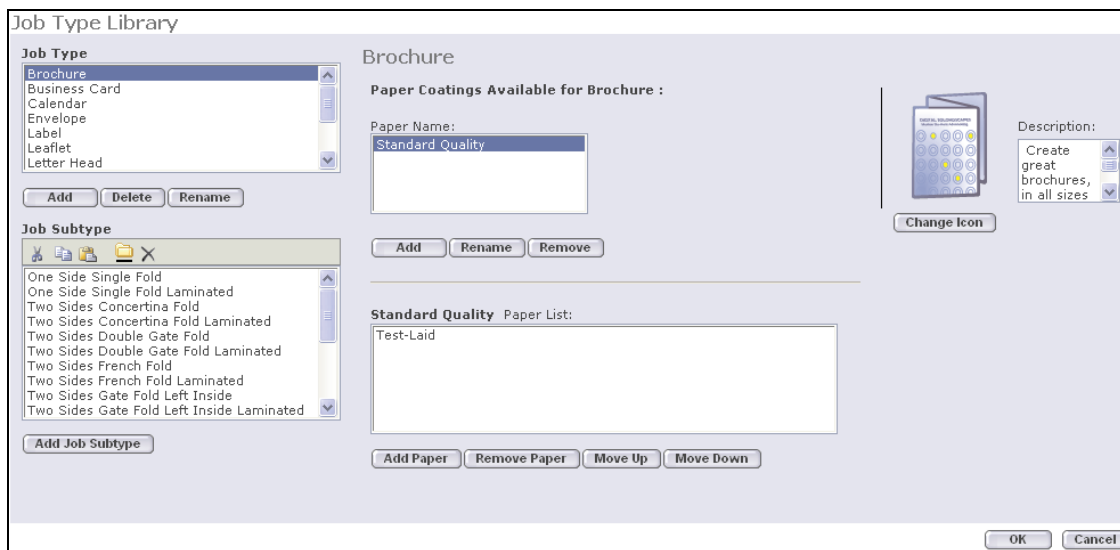 Job Type Library
Job Type
Brochure
Business Card
Calendar
Envelope
Label
Leaflet
Letter Head
Add Delete Rename
Job Subtype
One Side Single Fold
One Side Single Fold Laminated
Two Sides Concertina Fold
Two Sides Concertina Fold Laminated
Two Sides Double Gate Fold
Two Sides Double Gate Fold Laminated
Two Sides French Fold
Two Sides French Fold Laminated
Two Sides Gate Fold Left Inside
Two Sides Gate Fold Left Inside Laminated
Add Job Subtype
Brochure
Paper Coatings Available for Brochure :
Paper Name:
Standard Quality
Add Rename Remove
Standard Quality Paper List:
Test-Laid
Add Paper Remove Paper Move Up Move Down
Change Icon
Description:
Create
great
brochures,
in all sizes
OK Cancel